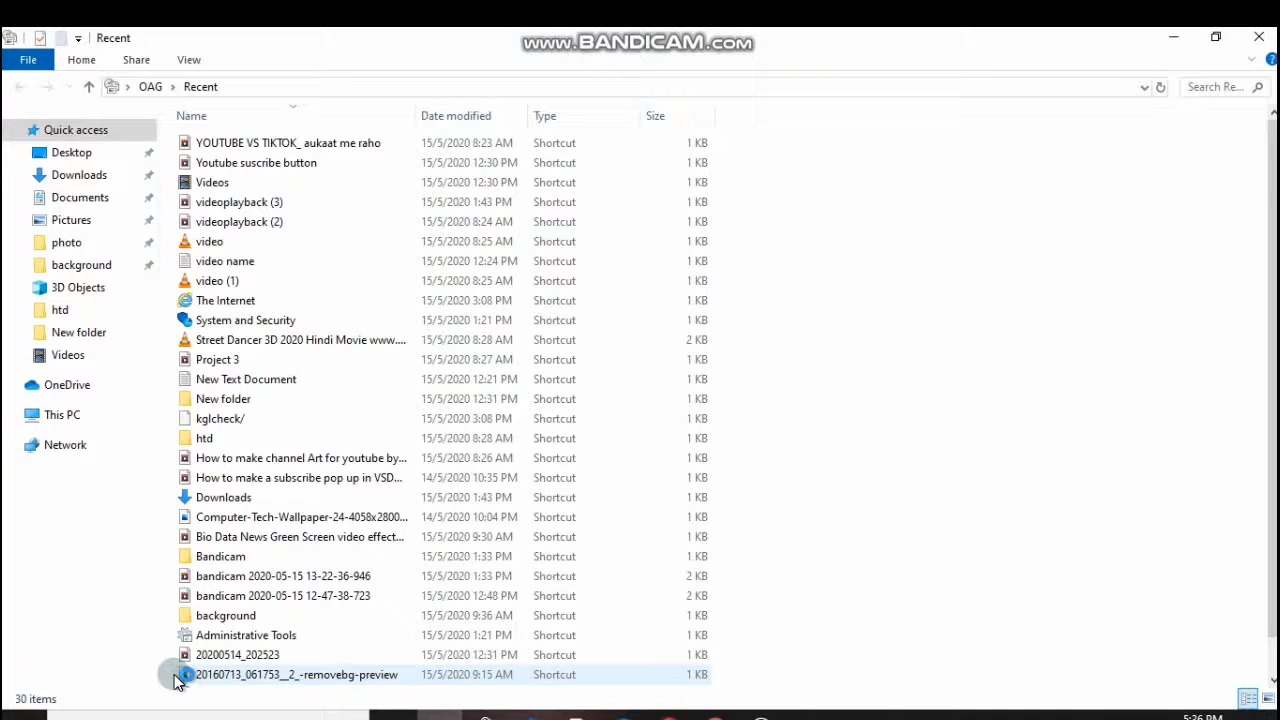 Recent
www.BANDICAM.com
File Home Share View
OAG Recent Search Re...
Name Date modified Type Size
Quick access
Desktop
Downloads
Documents
Pictures
photo
background
3D Objects
htd
New folder
Videos
OneDrive
This PC
Network
YOUTUBE VS TIKTOK_ aukaat me raho 15/5/2020 8:23 AM Shortcut 1 KB
Youtube suscribe button 15/5/2020 12:30 PM Shortcut 1 KB
Videos 15/5/2020 12:30 PM Shortcut 1 KB
videoplayback (3) 15/5/2020 1:43 PM Shortcut 1 KB
videoplayback (2) 15/5/2020 8:24 AM Shortcut 1 KB
video 15/5/2020 8:25 AM Shortcut 1 KB
video name 15/5/2020 12:24 PM Shortcut 1 KB
video (1) 15/5/2020 8:25 AM Shortcut 1 KB
The Internet 15/5/2020 3:08 PM Shortcut 1 KB
System and Security 15/5/2020 1:21 PM Shortcut 1 KB
Street Dancer 3D 2020 Hindi Movie www.... 15/5/2020 8:28 AM Shortcut 2 KB
Project 3 15/5/2020 8:27 AM Shortcut 1 KB
New Text Document 15/5/2020 12:21 PM Shortcut 1 KB
New folder 15/5/2020 12:31 PM Shortcut 1 KB
kglcheck/ 15/5/2020 3:08 PM Shortcut 1 KB
htd 15/5/2020 8:28 AM Shortcut 1 KB
How to make channel Art for youtube by... 15/5/2020 8:26 AM Shortcut 1 KB
How to make a subscribe pop up in VSD... 14/5/2020 10:35 PM Shortcut 1 KB
Downloads 15/5/2020 1:43 PM Shortcut 1 KB
Computer-Tech-Wallpaper-24-4058x2800... 14/5/2020 10:04 PM Shortcut 1 KB
Bio Data News Green Screen video effect... 15/5/2020 9:30 AM Shortcut 1 KB
Bandicam 15/5/2020 1:33 PM Shortcut 1 KB
bandicam 2020-05-15 13-22-36-946 15/5/2020 1:33 PM Shortcut 2 KB
bandicam 2020-05-15 12-47-38-723 15/5/2020 12:48 PM Shortcut 2 KB
background 15/5/2020 9:36 AM Shortcut 1 KB
Administrative Tools 15/5/2020 1:21 PM Shortcut 1 KB
20200514_202523 15/5/2020 12:31 PM Shortcut 1 KB
20160713_061753__2_-removebg-preview 15/5/2020 9:15 AM Shortcut 1 KB
30 items
5:26 PM